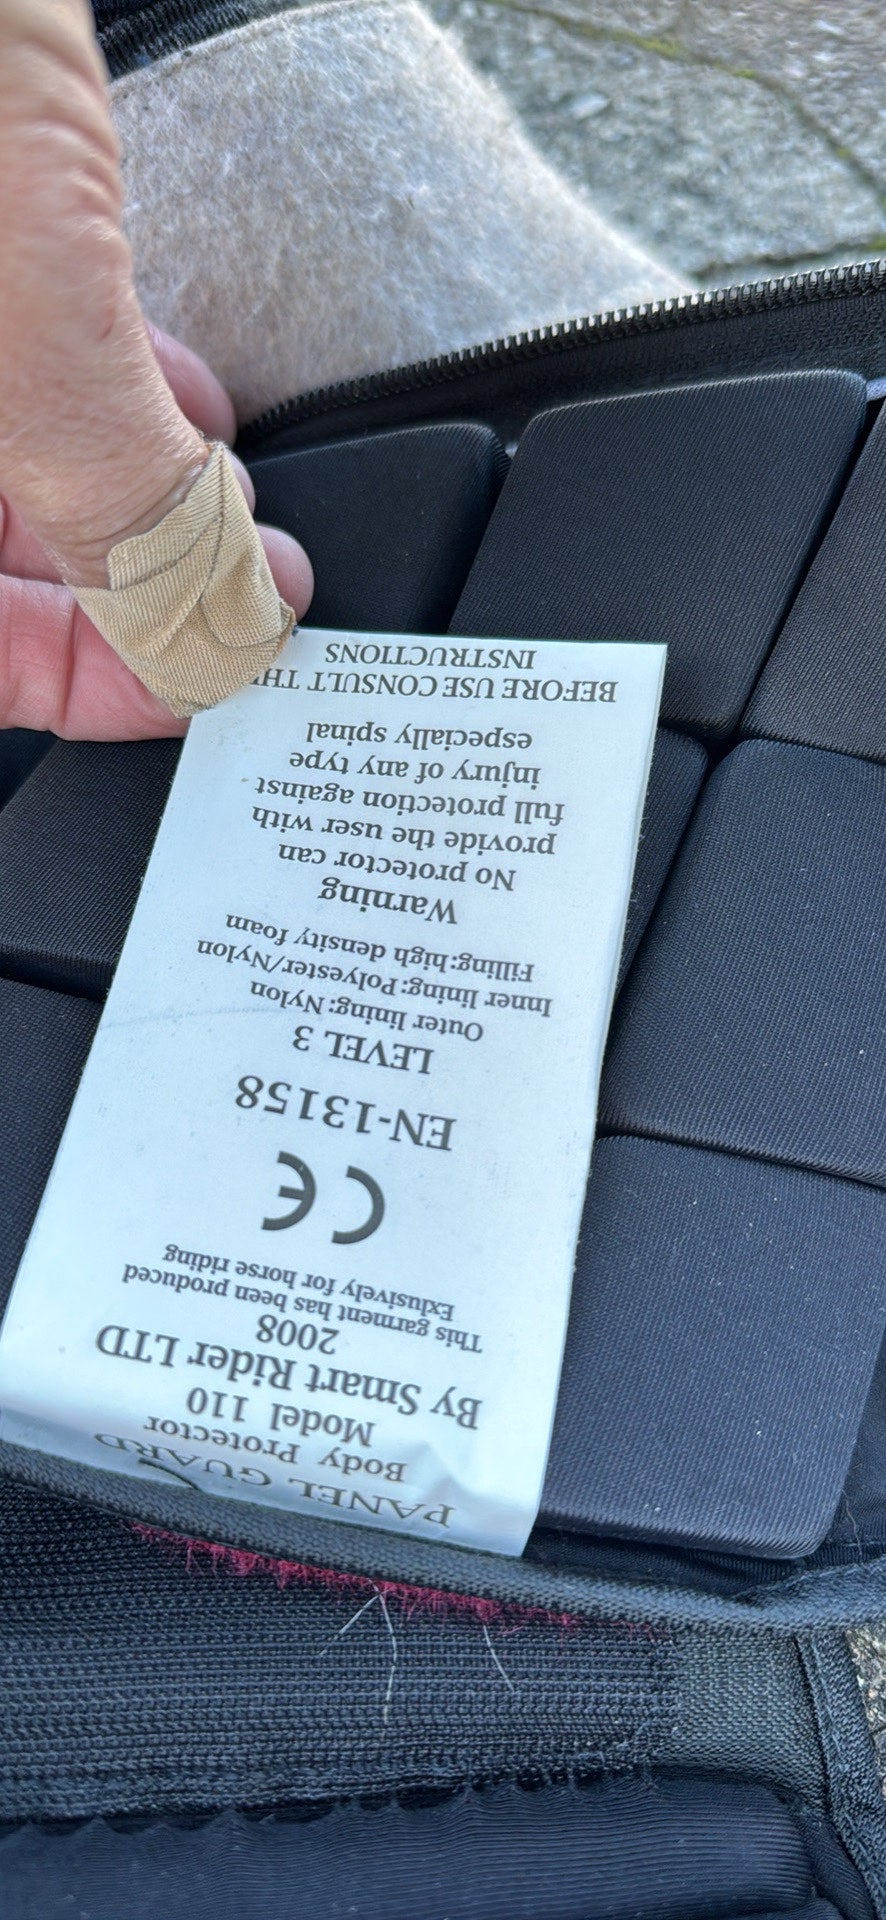 PANEL GUARD
Body Protector
Model 110
By Smart Rider LTD
2008
This garment has been produced
Exclusively for horse riding
CE
EN-13158
LEVEL 3
Outer lining: Nylon
Inner lining: Polyester/Nylon
Filling: high density foam
Warning
No protector can
provide the user with
full protection against
injury of any type
especially spinal
BEFORE USE CONSULT THE
INSTRUCTIONS